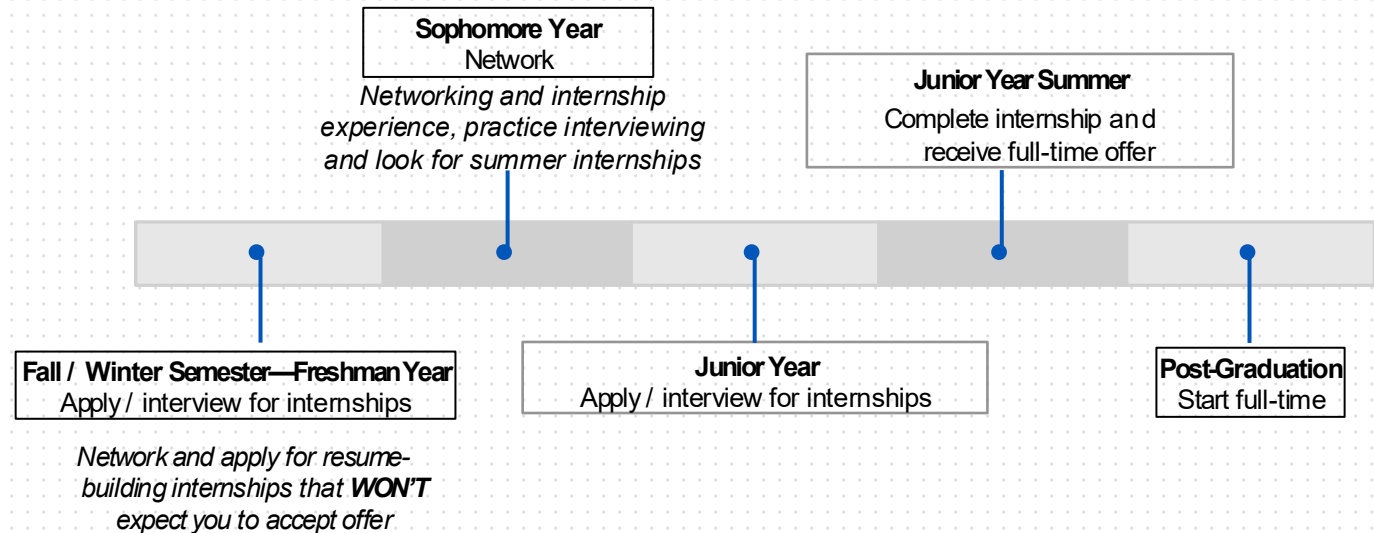 Sophomore Year
Network
Networking and internship
experience, practice interviewing
and look for summer internships
Junior Year Summer
Complete internship and
receive full-time offer
Fall / Winter Semester—Freshman Year
Apply / interview for internships
Network and apply for resume-
building internships that WON'T
expect you to accept offer
Junior Year
Apply / interview for internships
Post-Graduation
Start full-time